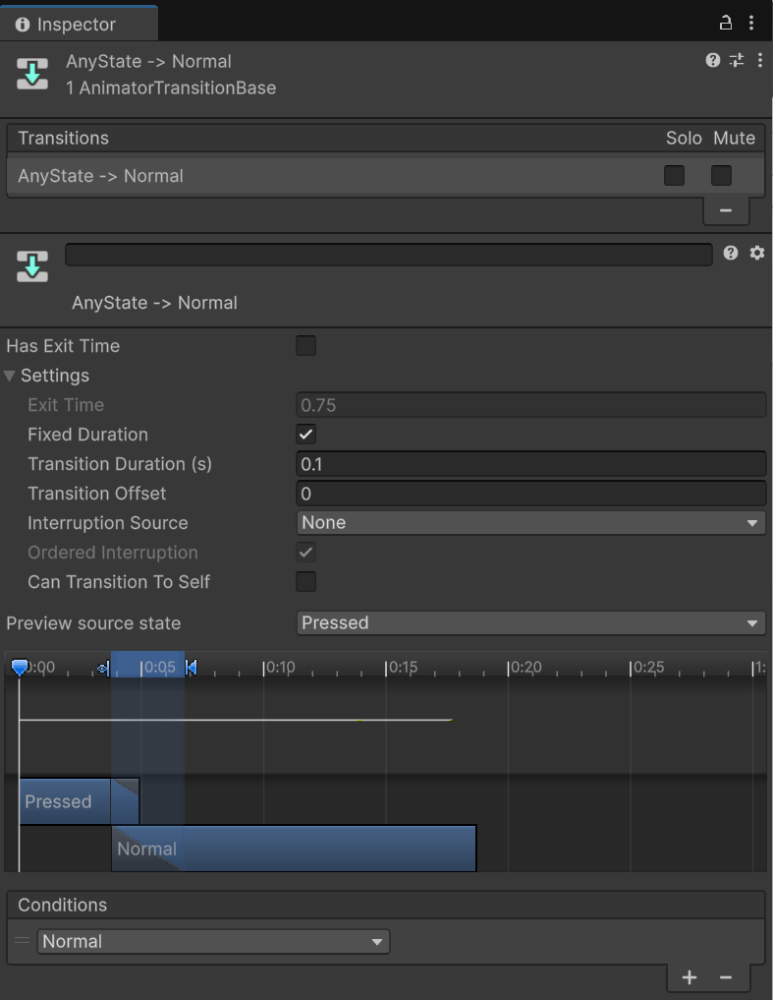 Inspector
AnyState -> Normal
1 AnimatorTransitionBase
Transitions Solo Mute
AnyState -> Normal
AnyState -> Normal
Has Exit Time
Settings
Exit Time 0.75
Fixed Duration
Transition Duration (s) 0.1
Transition Offset 0
Interruption Source None
Ordered Interruption
Can Transition To Self
Preview source state Pressed
0:00 0:05 0:10 0:15 0:20 0:25 1:
Pressed
Normal
Conditions
Normal